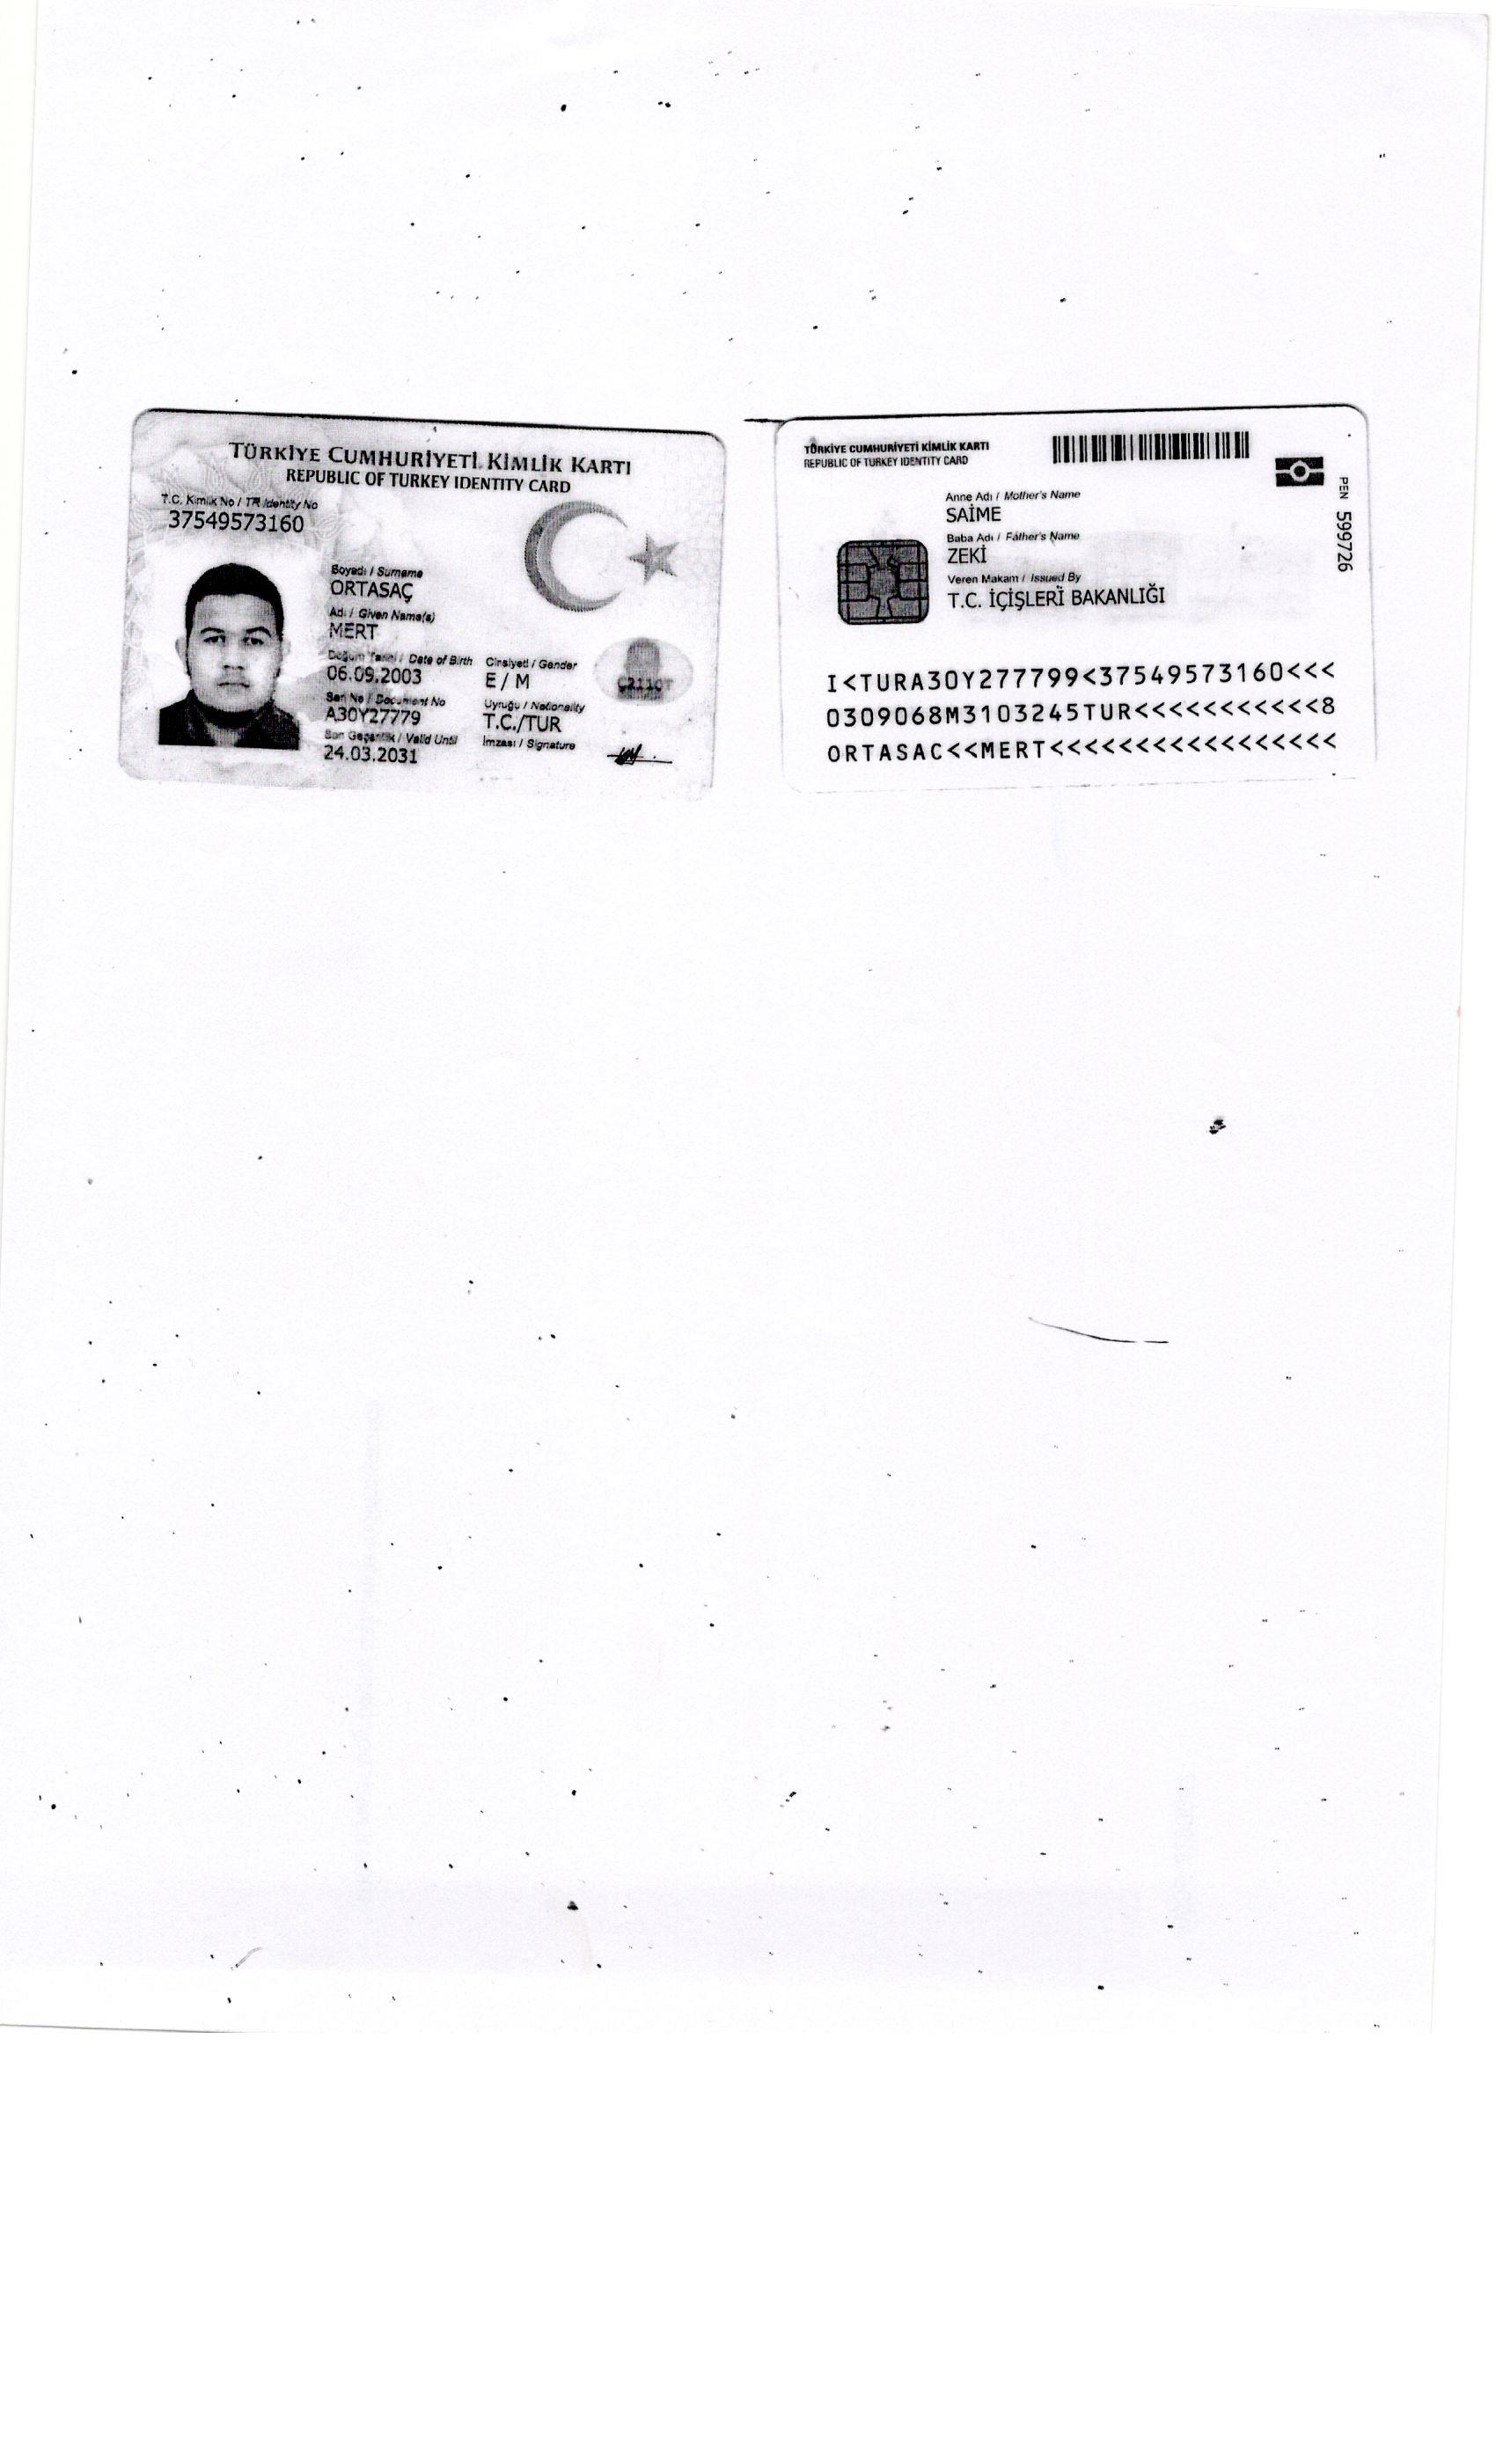 TÜRKİYE CUMHURİYETİ KİMLİK KARTI
REPUBLIC OF TURKEY IDENTITY CARD
T.C. Kimlik No / TR Identity No
37549573160
Soyadı / Surname
ORTASAÇ
Adı / Given Name(s)
MERT
Doğum Tarihi / Date of Birth Cinsiyeti / Gender
06.09.2003 E / M
Seri No / Document No Uyruğu / Nationality
A30Y27779 T.C./TUR
Son Geçerlilik / Valid Until İmzası / Signature
24.03.2031
TÜRKİYE CUMHURİYETİ KİMLİK KARTI
REPUBLIC OF TURKEY IDENTITY CARD
Anne Adı / Mother's Name
SAİME
Baba Adı / Father's Name
ZEKİ
Veren Makam / Issued By
T.C. İÇİŞLERİ BAKANLIĞI
PEN 599726
I<TURA30Y277799<37549573160<<<
0309068M3103245TUR<<<<<<<<<<<8
ORTASAC<<MERT<<<<<<<<<<<<<<<<<